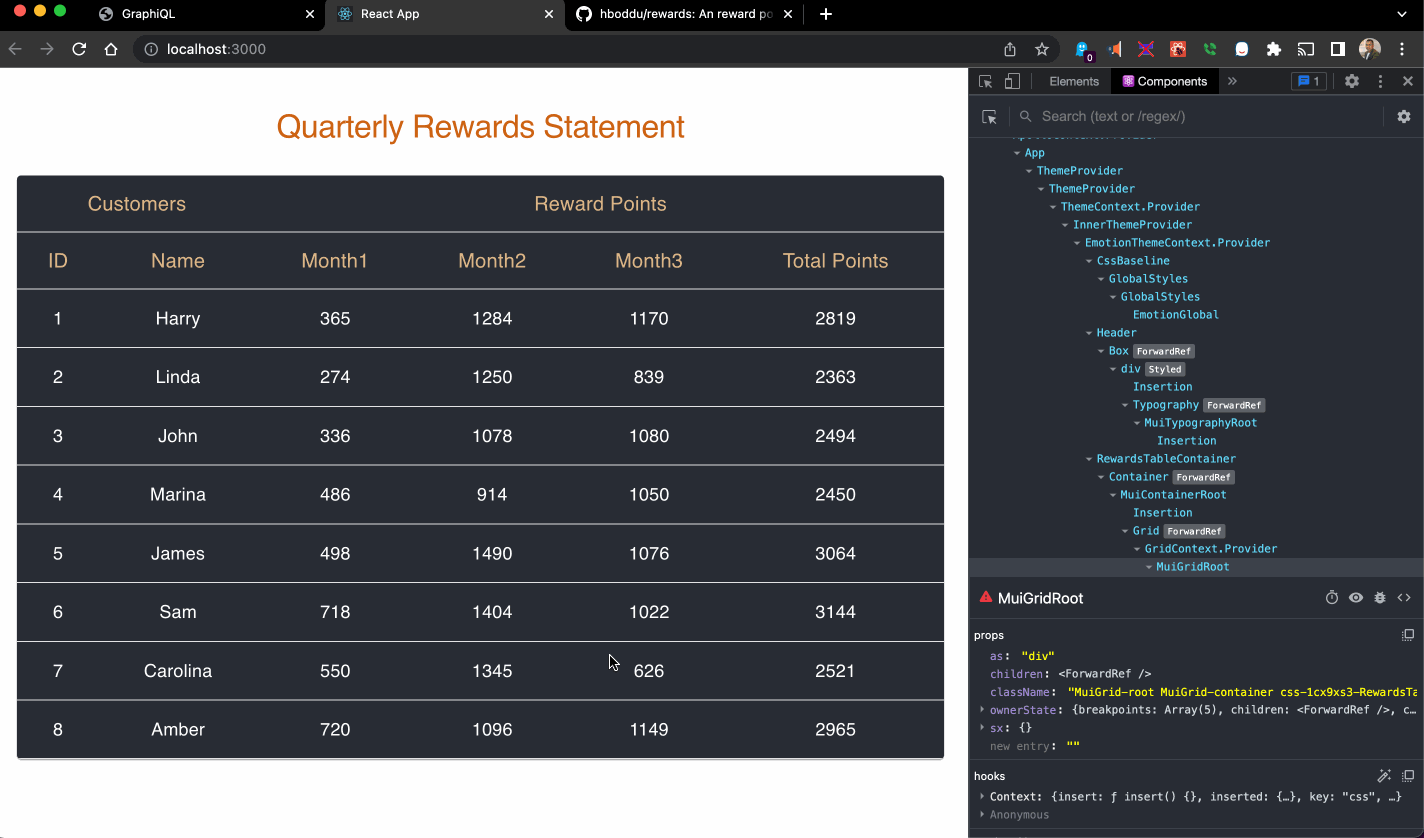 GraphiQL
React App
hboddu/rewards: An reward po
localhost:3000
0
Quarterly Rewards Statement
Customers Reward Points
ID Name Month1 Month2 Month3 Total Points
1 Harry 365 1284 1170 2819
2 Linda 274 1250 839 2363
3 John 336 1078 1080 2494
4 Marina 486 914 1050 2450
5 James 498 1490 1076 3064
6 Sam 718 1404 1022 3144
7 Carolina 550 1345 626 2521
8 Amber 720 1096 1149 2965
Elements Components » 1
Search (text or /regex/)
App
ThemeProvider
ThemeProvider
ThemeContext.Provider
InnerThemeProvider
EmotionThemeContext.Provider
CssBaseline
GlobalStyles
GlobalStyles
EmotionGlobal
Header
Box ForwardRef
div Styled
Insertion
Typography ForwardRef
MuiTypographyRoot
Insertion
RewardsTableContainer
Container ForwardRef
MuiContainerRoot
Insertion
Grid ForwardRef
GridContext.Provider
MuiGridRoot
MuiGridRoot
props
as: "div"
children: <ForwardRef />
className: "MuiGrid-root MuiGrid-container css-1cx9xs3-RewardsTa
ownerState: {breakpoints: Array(5), children: <ForwardRef />, c…
sx: {}
new entry: ""
hooks
Context: {insert: ƒ insert() {}, inserted: {…}, key: "css", …}
Anonymous